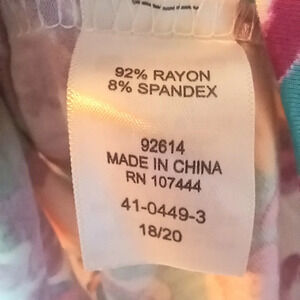 92% RAYON
8% SPANDEX
92614
MADE IN CHINA
RN 107444
41-0449-3
18/20